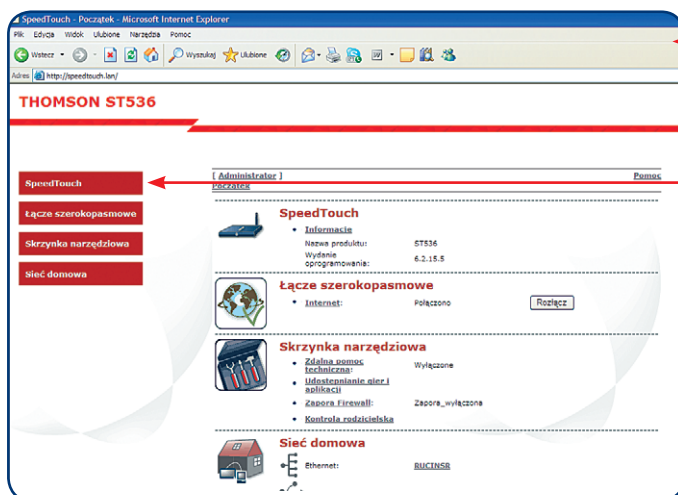 SpeedTouch - Początek - Microsoft Internet Explorer
Plik Edycja Widok Ulubione Narzędzia Pomoc
Wstecz Wyszukaj Ulubione
Adres http://speedtouch.lan/
THOMSON ST536
[ Administrator ] Pomoc
Początek
SpeedTouch
Łącze szerokopasmowe
Skrzynka narzędziowa
Sieć domowa
SpeedTouch
Informacje
Nazwa produktu: ST536
Wydanie
oprogramowania: 6.2.15.5
Łącze szerokopasmowe
Internet: Połączono Rozłącz
Skrzynka narzędziowa
Zdalna pomoc
techniczna: Wyłączone
Udostępnianie gier i
aplikacji
Zapora Firewall: Zapora_wyłączona
Kontrola rodzicielska
Sieć domowa
Ethernet: RUCINSR